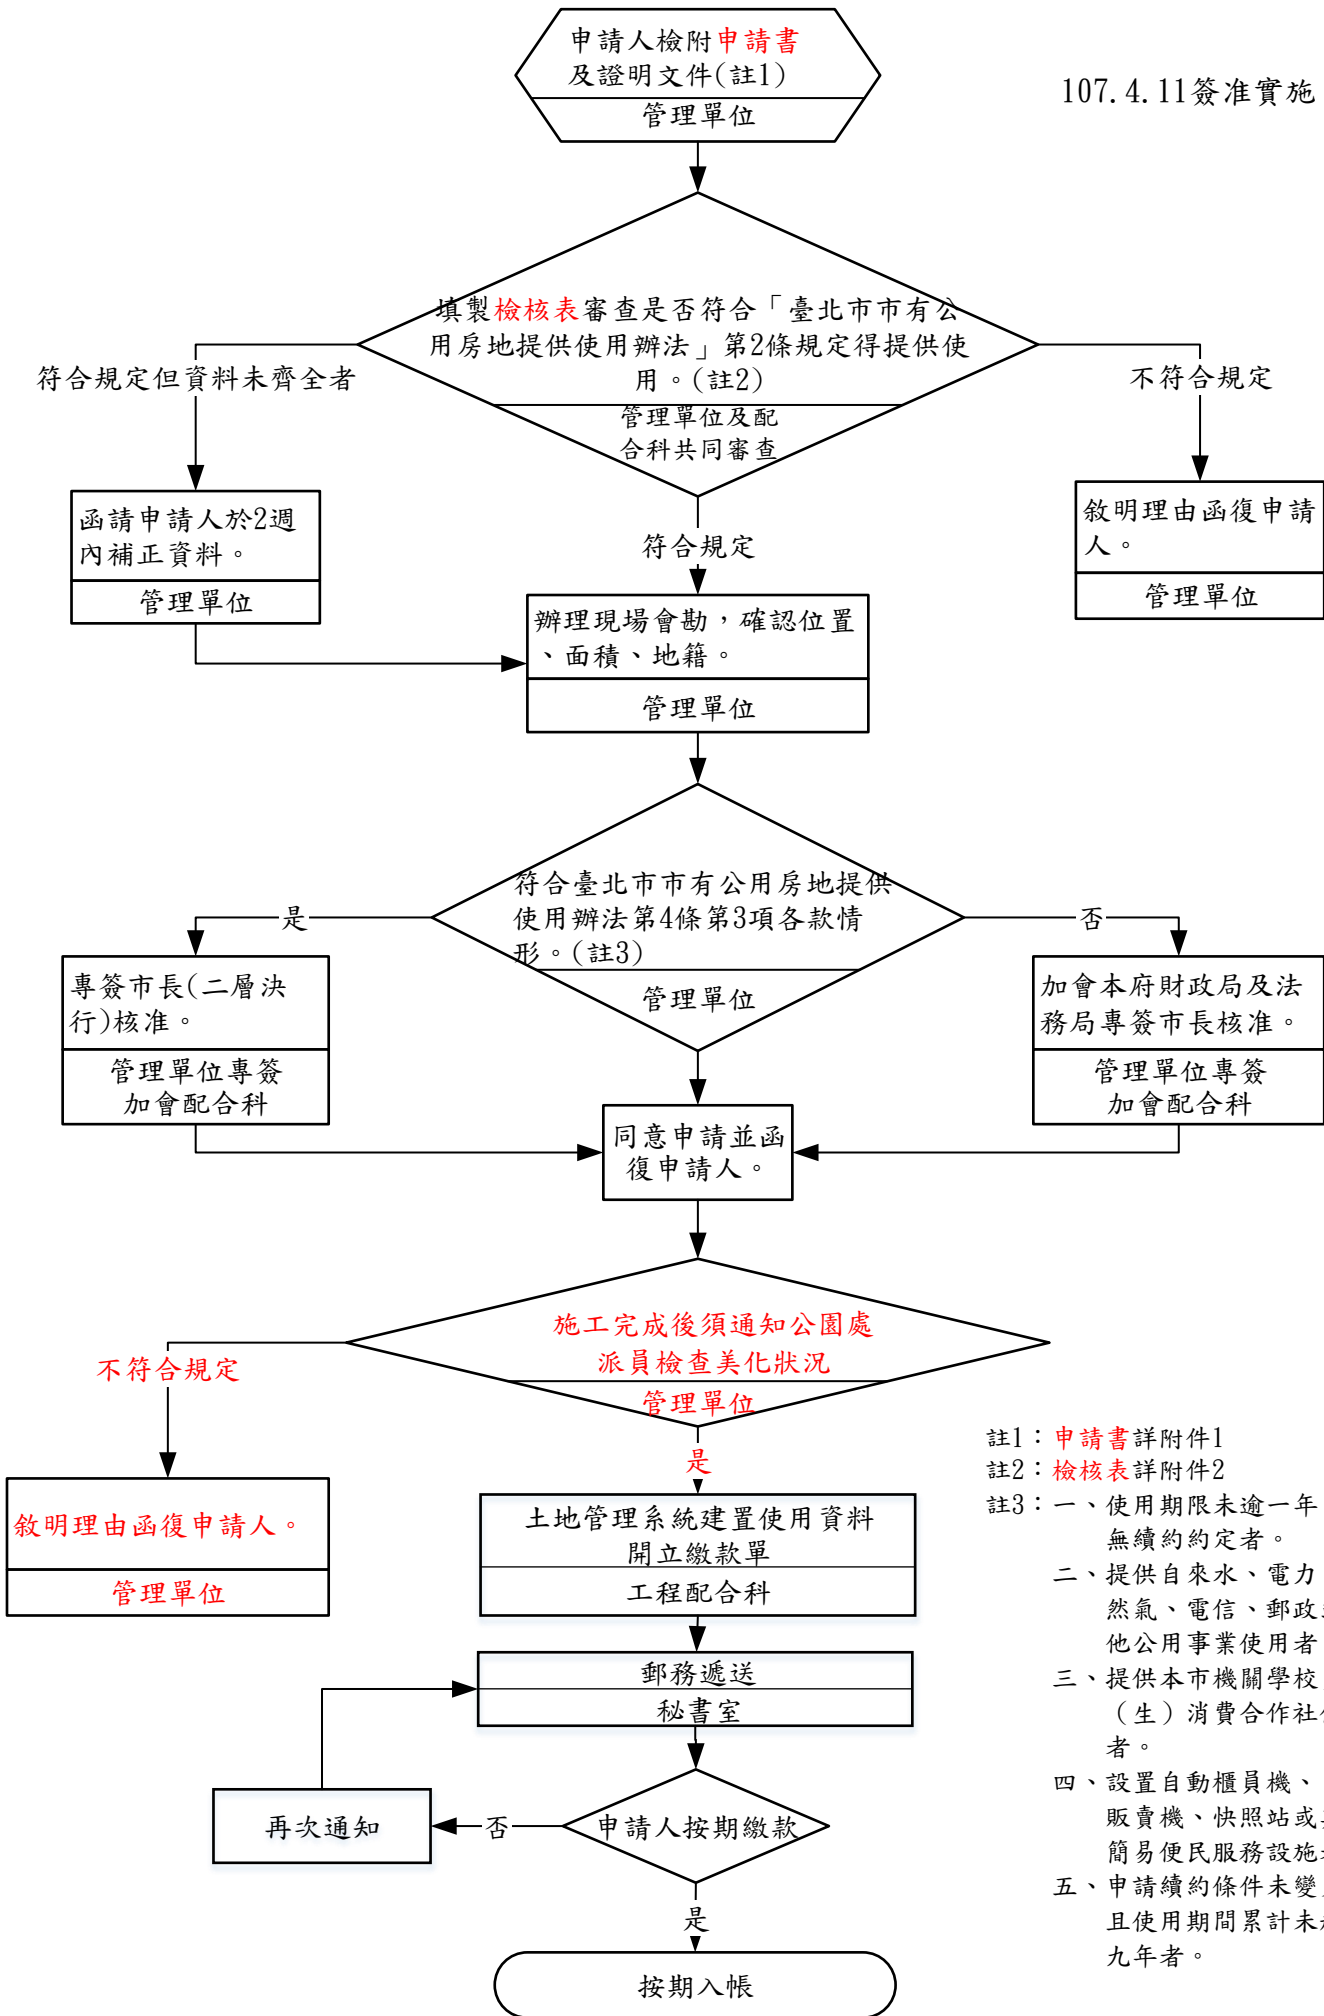 申請人檢附申請書
及證明文件(註1)
管理單位
107.4.11簽准實施
填製檢核表審查是否符合「臺北市市有公
用房地提供使用辦法」第2條規定得提供使
用。(註2)
管理單位及配
合科共同審查
符合規定但資料未齊全者
不符合規定
函請申請人於2週
內補正資料。
管理單位
符合規定
敘明理由函復申請
人。
管理單位
辦理現場會勘，確認位置
、面積、地籍。
管理單位
符合臺北市市有公用房地提供
使用辦法第4條第3項各款情
形。(註3)
管理單位
是
否
專簽市長(二層決
行)核准。
管理單位專簽
加會配合科
加會本府財政局及法
務局專簽市長核准。
管理單位專簽
加會配合科
同意申請並函
復申請人。
施工完成後須通知公園處
派員檢查美化狀況
管理單位
不符合規定
是
敘明理由函復申請人。
管理單位
土地管理系統建置使用資料
開立繳款單
工程配合科
郵務遞送
秘書室
再次通知
否
申請人按期繳款
是
按期入帳
註1：申請書詳附件1
註2：檢核表詳附件2
註3：一、使用期限未逾一年
無續約約定者。
二、提供自來水、電力
然氣、電信、郵政
他公用事業使用者
三、提供本市機關學校
（生）消費合作社
者。
四、設置自動櫃員機、
販賣機、快照站或
簡易便民服務設施
五、申請續約條件未變
且使用期間累計未
九年者。